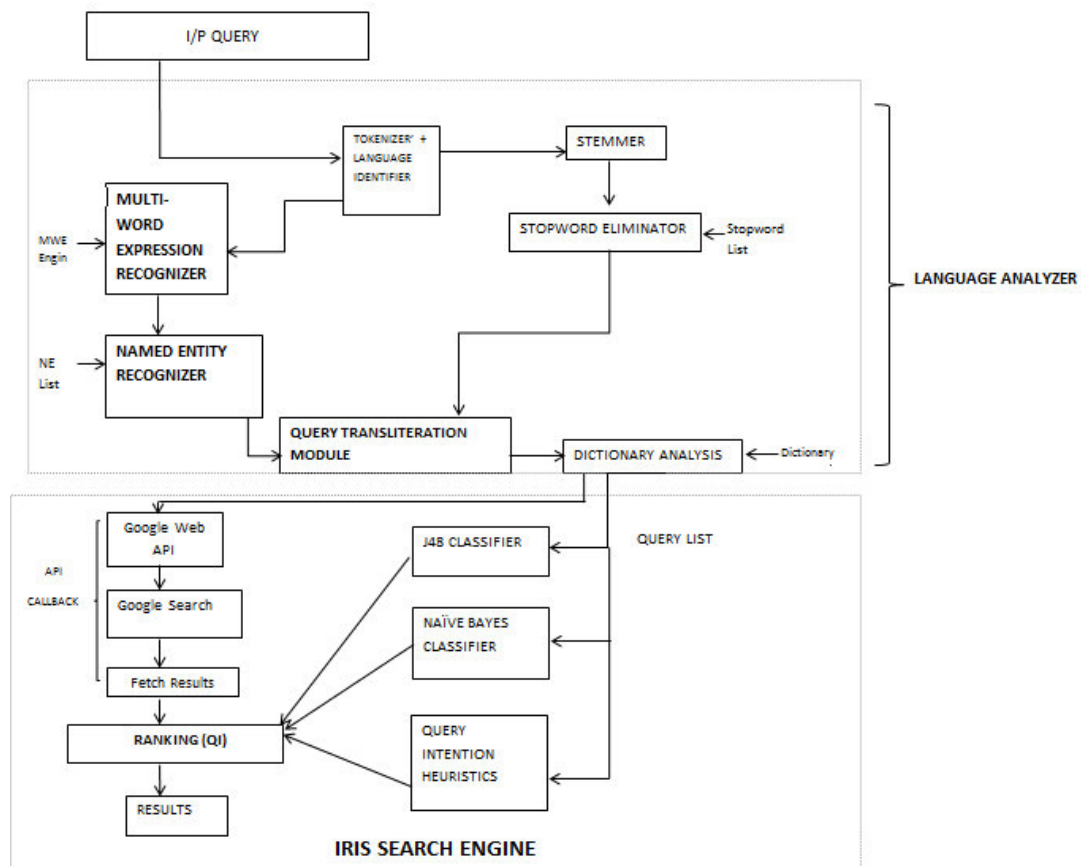 I/P QUERY
TOKENIZER' +
LANGUAGE
IDENTIFIER
STEMMER
MULTI-
WORD
EXPRESSION
RECOGNIZER
MWE
Engin
STOPWORD ELIMINATOR
Stopword
List
LANGUAGE ANALYZER
NAMED ENTITY
RECOGNIZER
NE
List
QUERY TRANSLITERATION
MODULE
DICTIONARY ANALYSIS
Dictionary
Google Web
API
J48 CLASSIFIER
QUERY LIST
API
CALLBACK
Google Search
NAÏVE BAYES
CLASSIFIER
Fetch Results
RANKING (QI)
QUERY
INTENTION
HEURISTICS
RESULTS
IRIS SEARCH ENGINE